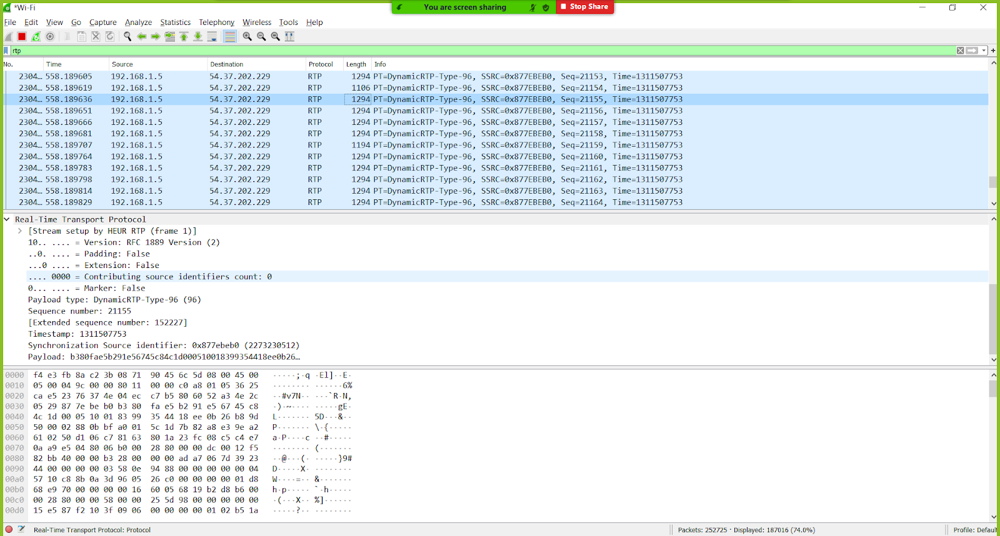 *Wi-Fi
You are screen sharing
Stop Share
File Edit View Go Capture Analyze Statistics Telephony Wireless Tools Help
rtp
No. Time Source Destination Protocol Length Info
2304… 558.189605 192.168.1.5 54.37.202.229 RTP 1294 PT=DynamicRTP-Type-96, SSRC=0x877EBEB0, Seq=21153, Time=1311507753
2304… 558.189619 192.168.1.5 54.37.202.229 RTP 1106 PT=DynamicRTP-Type-96, SSRC=0x877EBEB0, Seq=21154, Time=1311507753
2304… 558.189636 192.168.1.5 54.37.202.229 RTP 1294 PT=DynamicRTP-Type-96, SSRC=0x877EBEB0, Seq=21155, Time=1311507753
2304… 558.189651 192.168.1.5 54.37.202.229 RTP 1294 PT=DynamicRTP-Type-96, SSRC=0x877EBEB0, Seq=21156, Time=1311507753
2304… 558.189666 192.168.1.5 54.37.202.229 RTP 1294 PT=DynamicRTP-Type-96, SSRC=0x877EBEB0, Seq=21157, Time=1311507753
2304… 558.189681 192.168.1.5 54.37.202.229 RTP 1294 PT=DynamicRTP-Type-96, SSRC=0x877EBEB0, Seq=21158, Time=1311507753
2304… 558.189707 192.168.1.5 54.37.202.229 RTP 1194 PT=DynamicRTP-Type-96, SSRC=0x877EBEB0, Seq=21159, Time=1311507753
2304… 558.189764 192.168.1.5 54.37.202.229 RTP 1294 PT=DynamicRTP-Type-96, SSRC=0x877EBEB0, Seq=21160, Time=1311507753
2304… 558.189783 192.168.1.5 54.37.202.229 RTP 1294 PT=DynamicRTP-Type-96, SSRC=0x877EBEB0, Seq=21161, Time=1311507753
2304… 558.189798 192.168.1.5 54.37.202.229 RTP 1294 PT=DynamicRTP-Type-96, SSRC=0x877EBEB0, Seq=21162, Time=1311507753
2304… 558.189814 192.168.1.5 54.37.202.229 RTP 1294 PT=DynamicRTP-Type-96, SSRC=0x877EBEB0, Seq=21163, Time=1311507753
2304… 558.189829 192.168.1.5 54.37.202.229 RTP 1294 PT=DynamicRTP-Type-96, SSRC=0x877EBEB0, Seq=21164, Time=1311507753
Real-Time Transport Protocol
[Stream setup by HEUR RTP (frame 1)]
10.. .... = Version: RFC 1889 Version (2)
..0. .... = Padding: False
...0 .... = Extension: False
.... 0000 = Contributing source identifiers count: 0
0... .... = Marker: False
Payload type: DynamicRTP-Type-96 (96)
Sequence number: 21155
[Extended sequence number: 152227]
Timestamp: 1311507753
Synchronization Source identifier: 0x877ebeb0 (2273230512)
Payload: b380fae5b291e56745c84c1d000510018399354418ee0b26…
0000 f4 e3 fb 8a c2 3b 08 71 90 45 6c 5d 08 00 45 00 ·····;·q ·El]··E·
0010 05 00 04 9c 00 00 80 11 00 00 c0 a8 01 05 36 25 ········ ······6%
0020 ca e5 23 76 37 4e 04 ec c7 b5 80 60 52 a3 4e 2c ··#v7N·· ···`R·N,
0030 05 29 87 7e be b0 b3 80 fa e5 b2 91 e5 67 45 c8 ·)·~···· ·····gE·
0040 4c 1d 00 05 10 01 83 99 35 44 18 ee 0b 26 b8 9d L······· 5D···&··
0050 50 00 02 88 0b bf a0 01 5c 1d 7b 82 a8 e3 9e a2 P······· \·{·····
0060 61 02 50 d1 06 c7 81 63 80 1a 23 fc 08 c5 c4 e7 a·P····c ··#·····
0070 0a a9 e5 04 80 06 b0 00 28 80 00 00 dc 00 12 f5 ········ (·······
0080 82 bb 40 00 00 b3 28 00 00 00 ad a7 06 7d 39 23 ··@···(· ·····}9#
0090 44 00 00 00 00 03 58 0e 94 88 00 00 00 00 00 04 D·····X· ········
00a0 57 10 c8 8b 0a 3d 96 05 26 c0 00 00 00 00 01 d8 W····=·· &·······
00b0 68 e9 70 00 00 00 00 16 60 05 68 19 b2 d8 b6 00 h·p····· `·h·····
00c0 00 28 80 00 00 58 00 00 25 5d 98 00 00 00 00 00 ·(···X·· %]······
00d0 15 e5 87 f2 10 3f 09 06 00 00 00 00 01 02 b5 1a ·····?·· ········
Real-Time Transport Protocol: Protocol
Packets: 252725 · Displayed: 187016 (74.0%)
Profile: Default